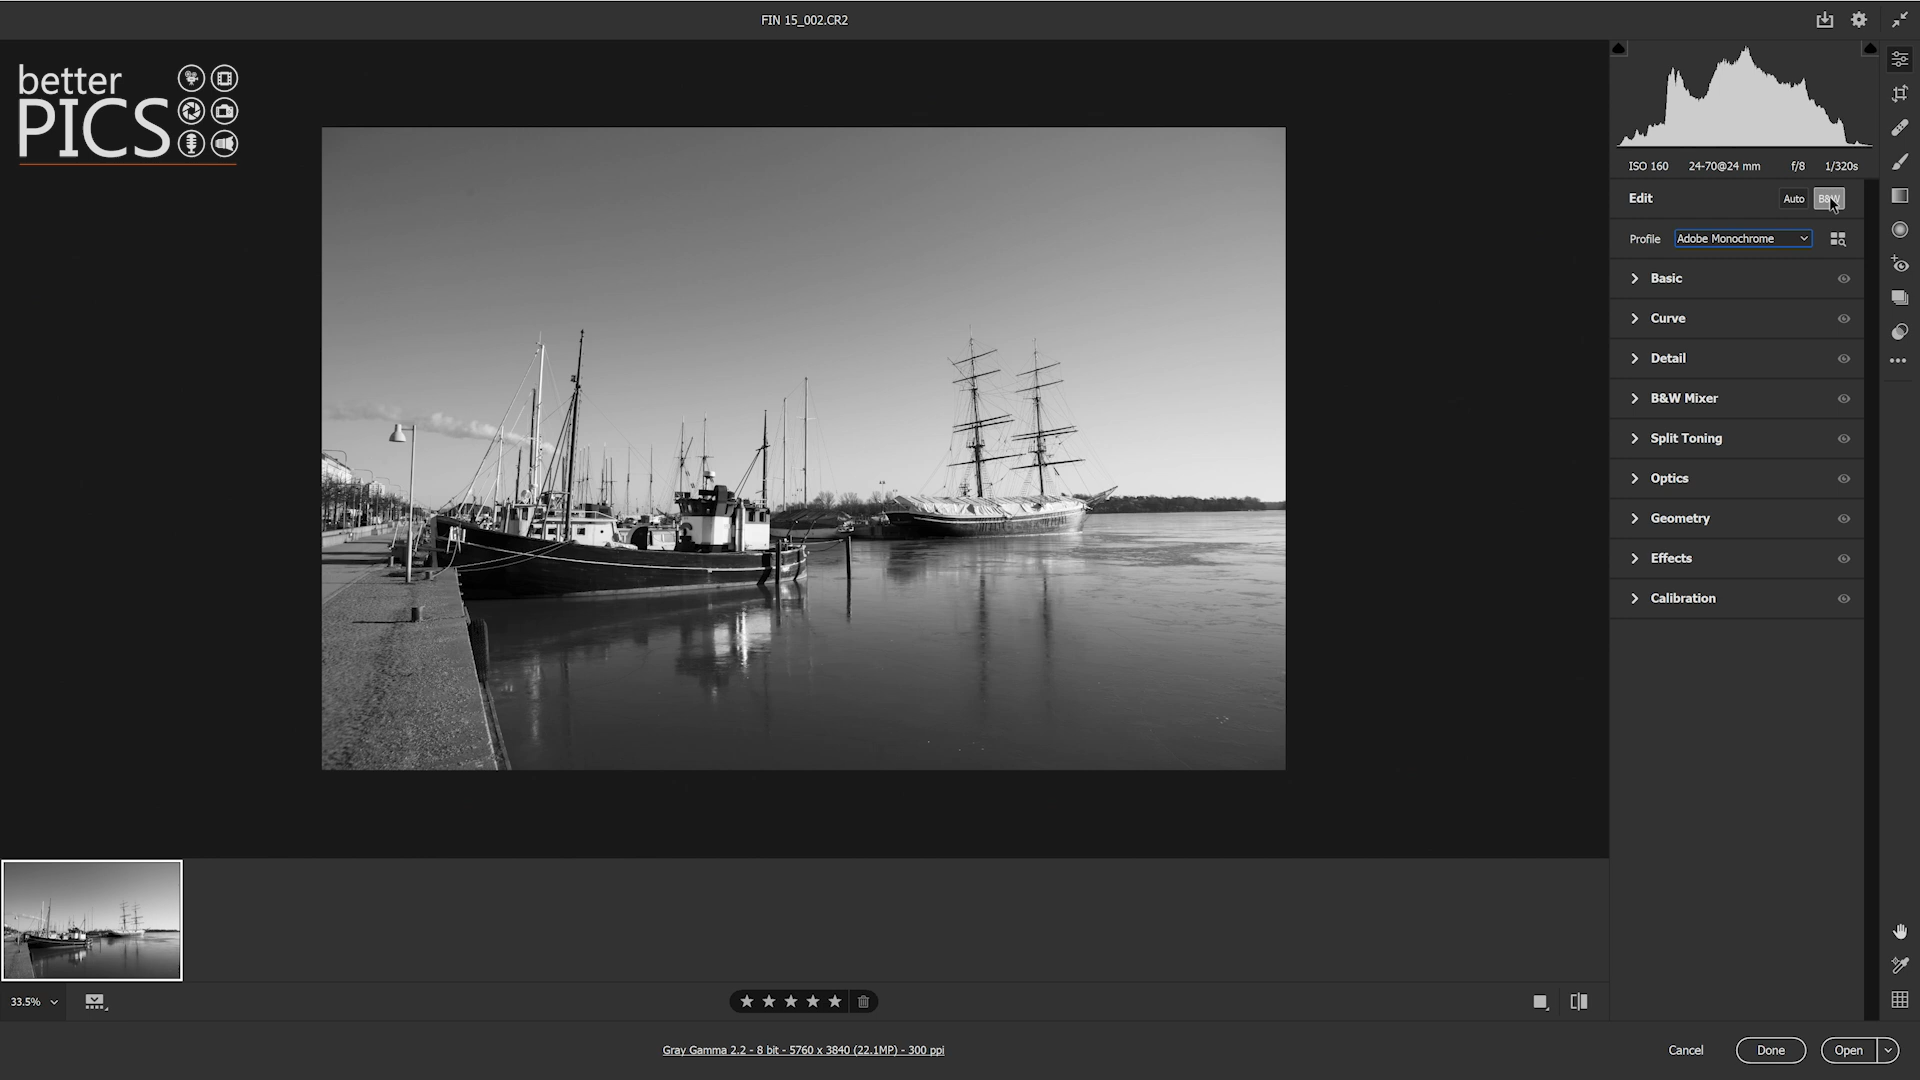 FIN 15_002.CR2
better
PICS
ISO 160 24-70@24 mm f/8 1/320s
Edit Auto B&W
Profile Adobe Monochrome
Basic
Curve
Detail
B&W Mixer
Split Toning
Optics
Geometry
Effects
Calibration
33.5%
Gray Gamma 2.2 - 8 bit - 5760 x 3840 (22.1MP) - 300 ppi
Cancel Done Open